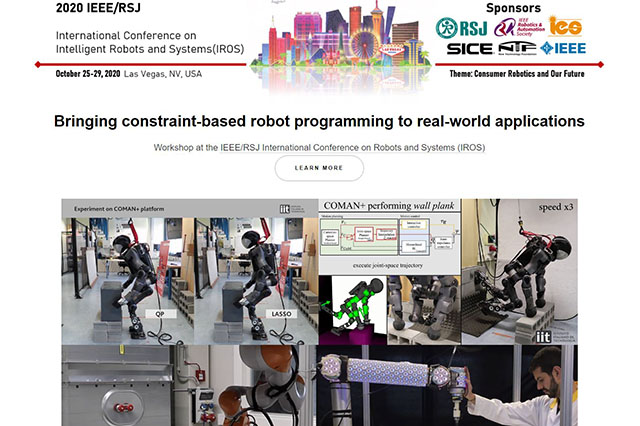 2020 IEEE/RSJ
International Conference on
Intelligent Robots and Systems(IROS)
October 25-29, 2020 Las Vegas, NV, USA
Sponsors
RSJ
IEEE
Robotics
& Automation
Society
ies
SICE
NTF
IEEE
Theme: Consumer Robotics and Our Future
Bringing constraint-based robot programming to real-world applications
Workshop at the IEEE/RSJ International Conference on Robots and Systems (IROS)
LEARN MORE
Experiment on COMAN+ platform
iit
COMAN+ performing wall plank
speed x3
execute joint-space trajectory
QP
LASSO
iit